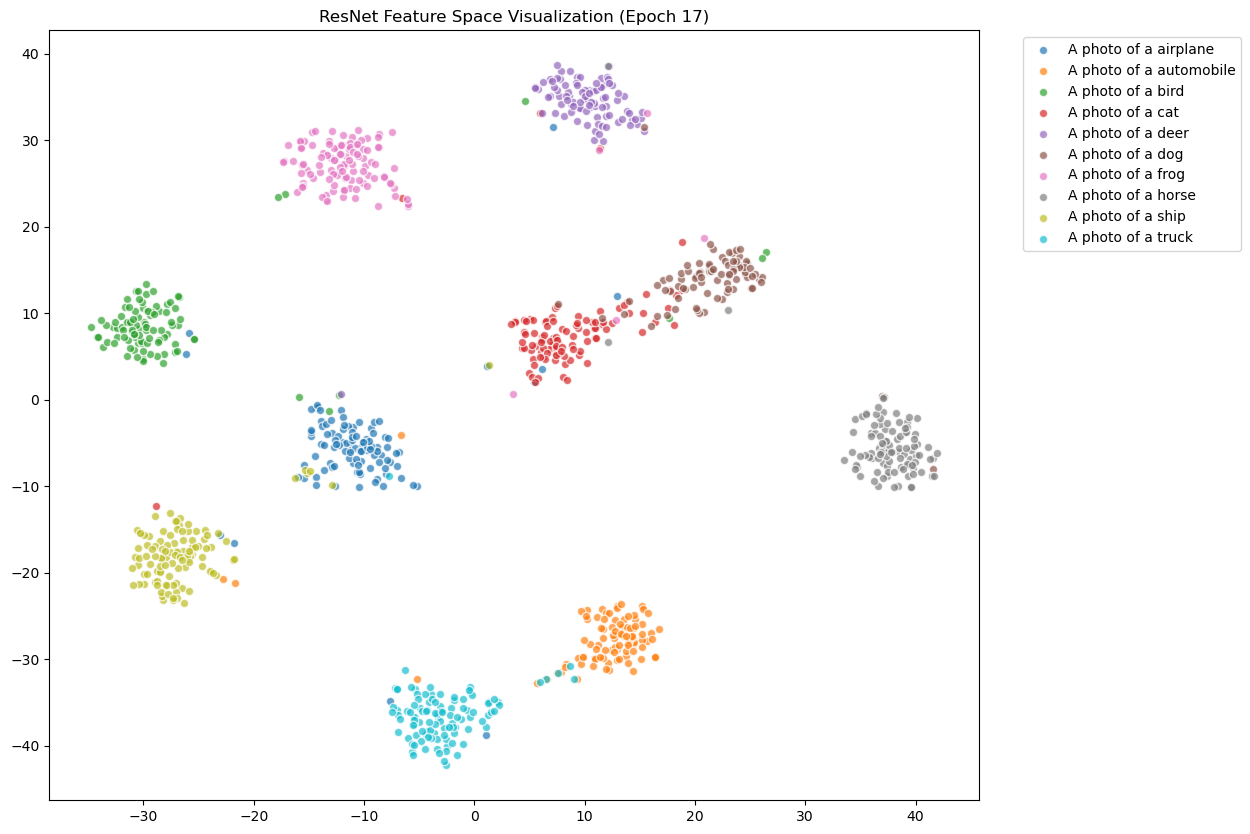 ResNet Feature Space Visualization (Epoch 17)
A photo of a airplane
A photo of a automobile
A photo of a bird
A photo of a cat
A photo of a deer
A photo of a dog
A photo of a frog
A photo of a horse
A photo of a ship
A photo of a truck
40
30
20
10
0
−10
−20
−30
−40
−30 −20 −10 0 10 20 30 40